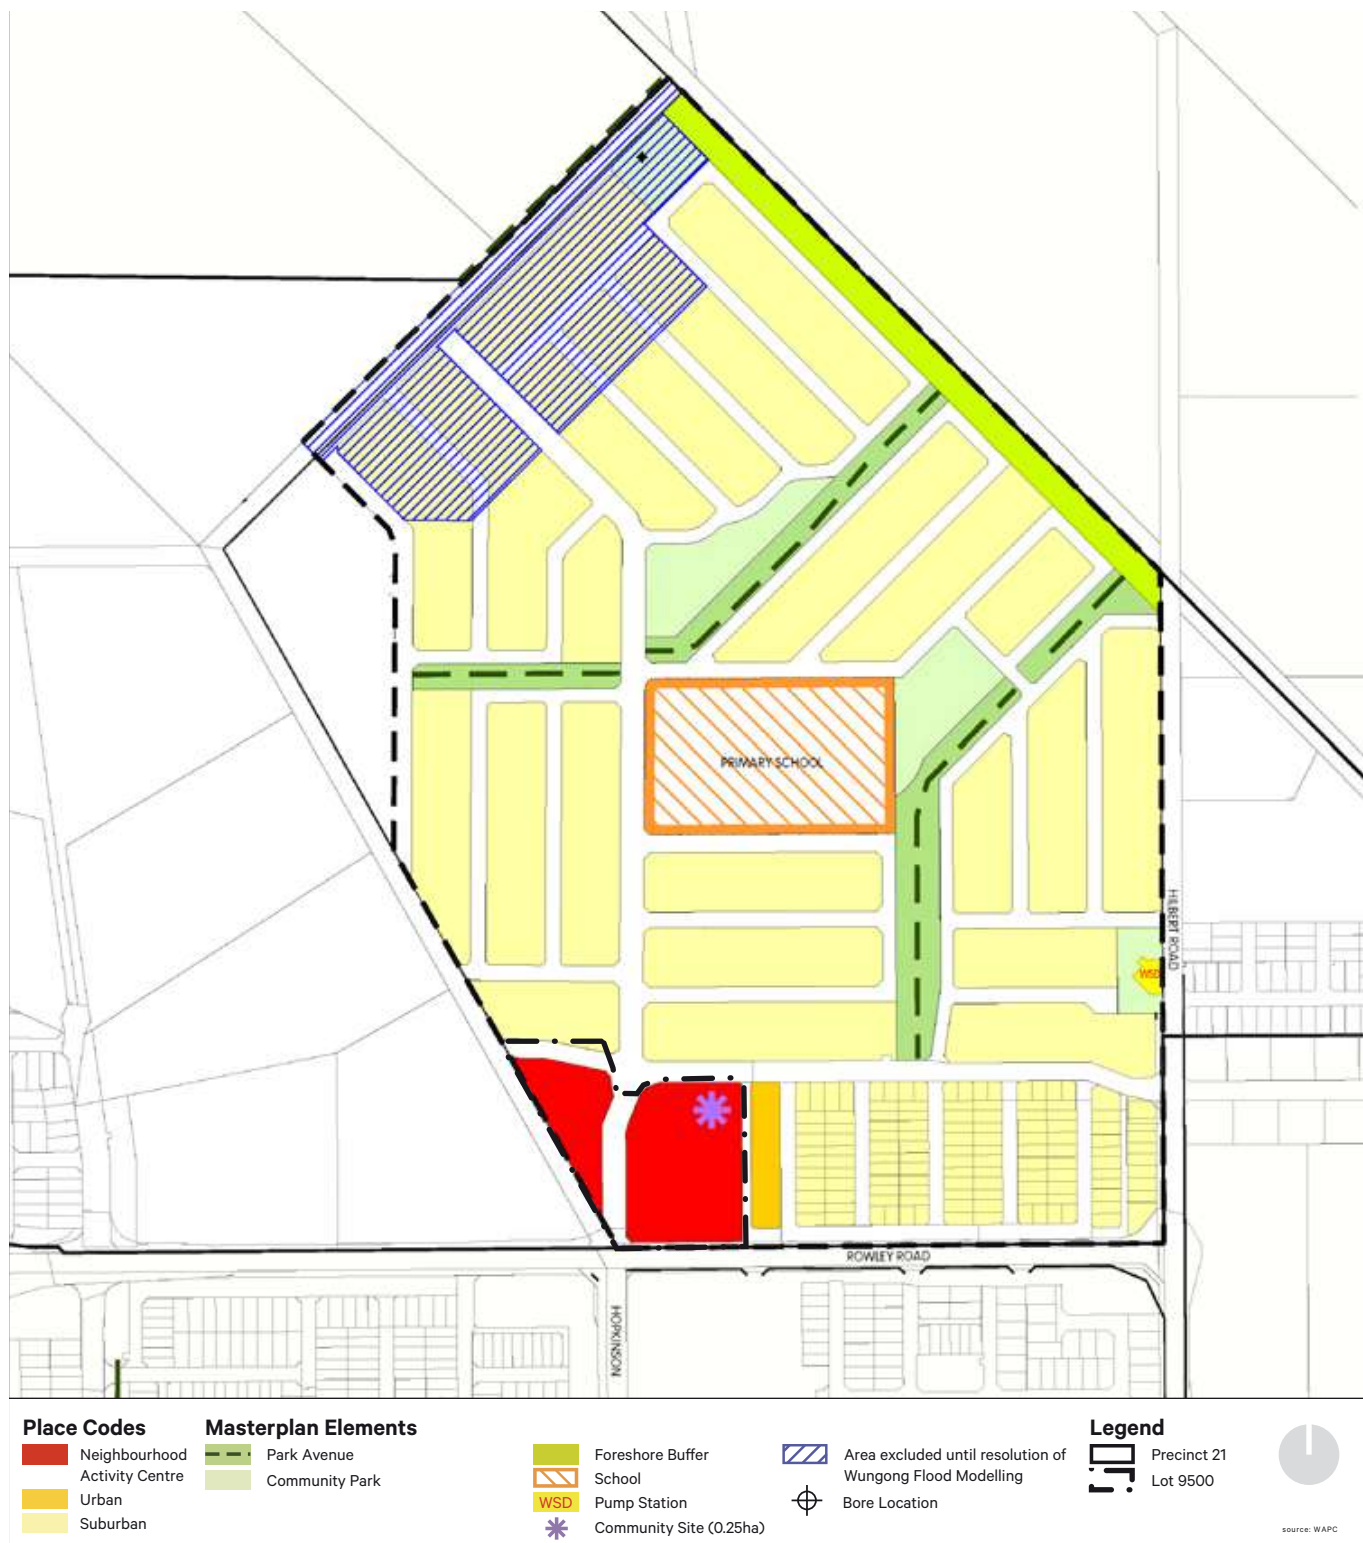 PRIMARY SCHOOL
HILBERT ROAD
WSD
ROWLEY ROAD
HOPKINSON
Place Codes
Neighbourhood
Activity Centre
Urban
Suburban
Masterplan Elements
Park Avenue
Community Park
Foreshore Buffer
School
WSD Pump Station
Community Site (0.25ha)
Area excluded until resolution of
Wungong Flood Modelling
Bore Location
Legend
Precinct 21
Lot 9500
source: WAPC